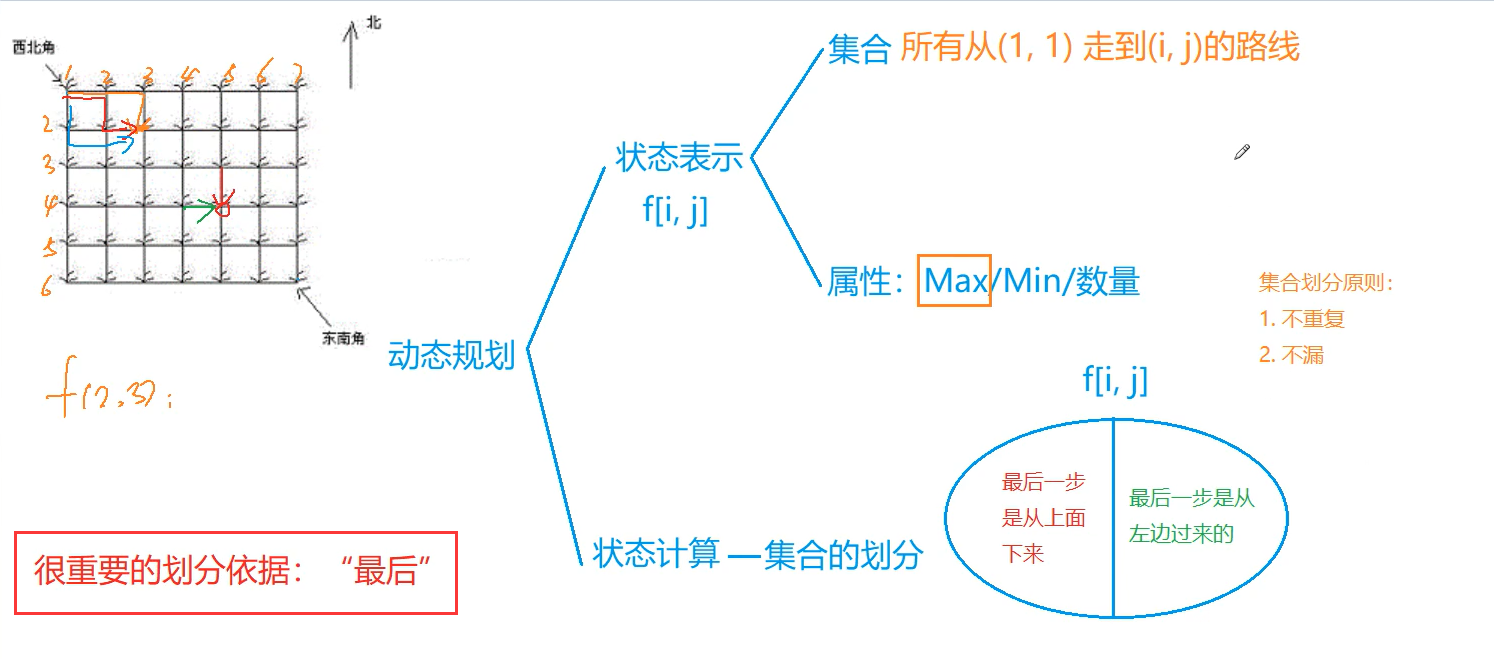 北
西北角
1 2 3 4 5 6 7
2
3
4
5
6
东南角
f(2,3):
动态规划
状态表示
f[i, j]
集合 所有从(1, 1) 走到(i, j)的路线
属性：Max/Min/数量
集合划分原则：
1. 不重复
2. 不漏
状态计算 — 集合的划分
f[i, j]
最后一步
是从上面
下来
最后一步是从
左边过来的
很重要的划分依据：“最后”